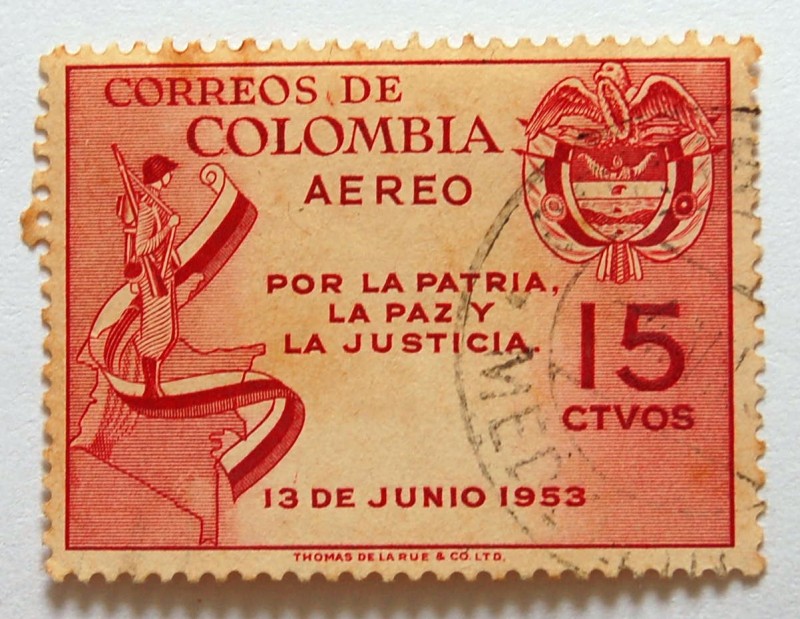 CORREOS DE
COLOMBIA
AEREO
POR LA PATRIA,
LA PAZ Y
LA JUSTICIA.
15
CTVOS
13 DE JUNIO 1953
THOMAS DE LA RUE & CO. LTD.